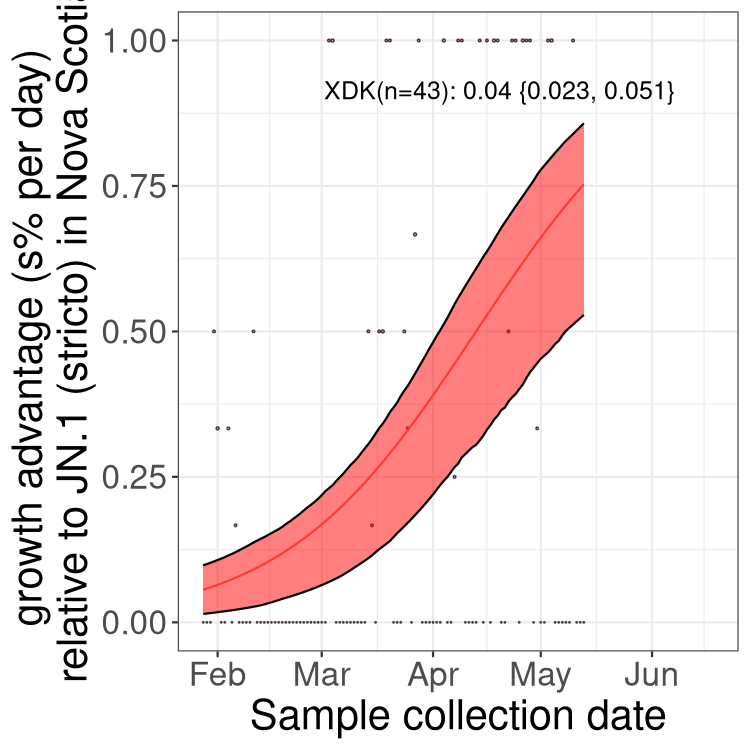 growth advantage (s% per day)
relative to JN.1 (stricto) in Nova Scotia
1.00
0.75
0.50
0.25
0.00
XDK(n=43): 0.04 {0.023, 0.051}
Feb Mar Apr May Jun
Sample collection date